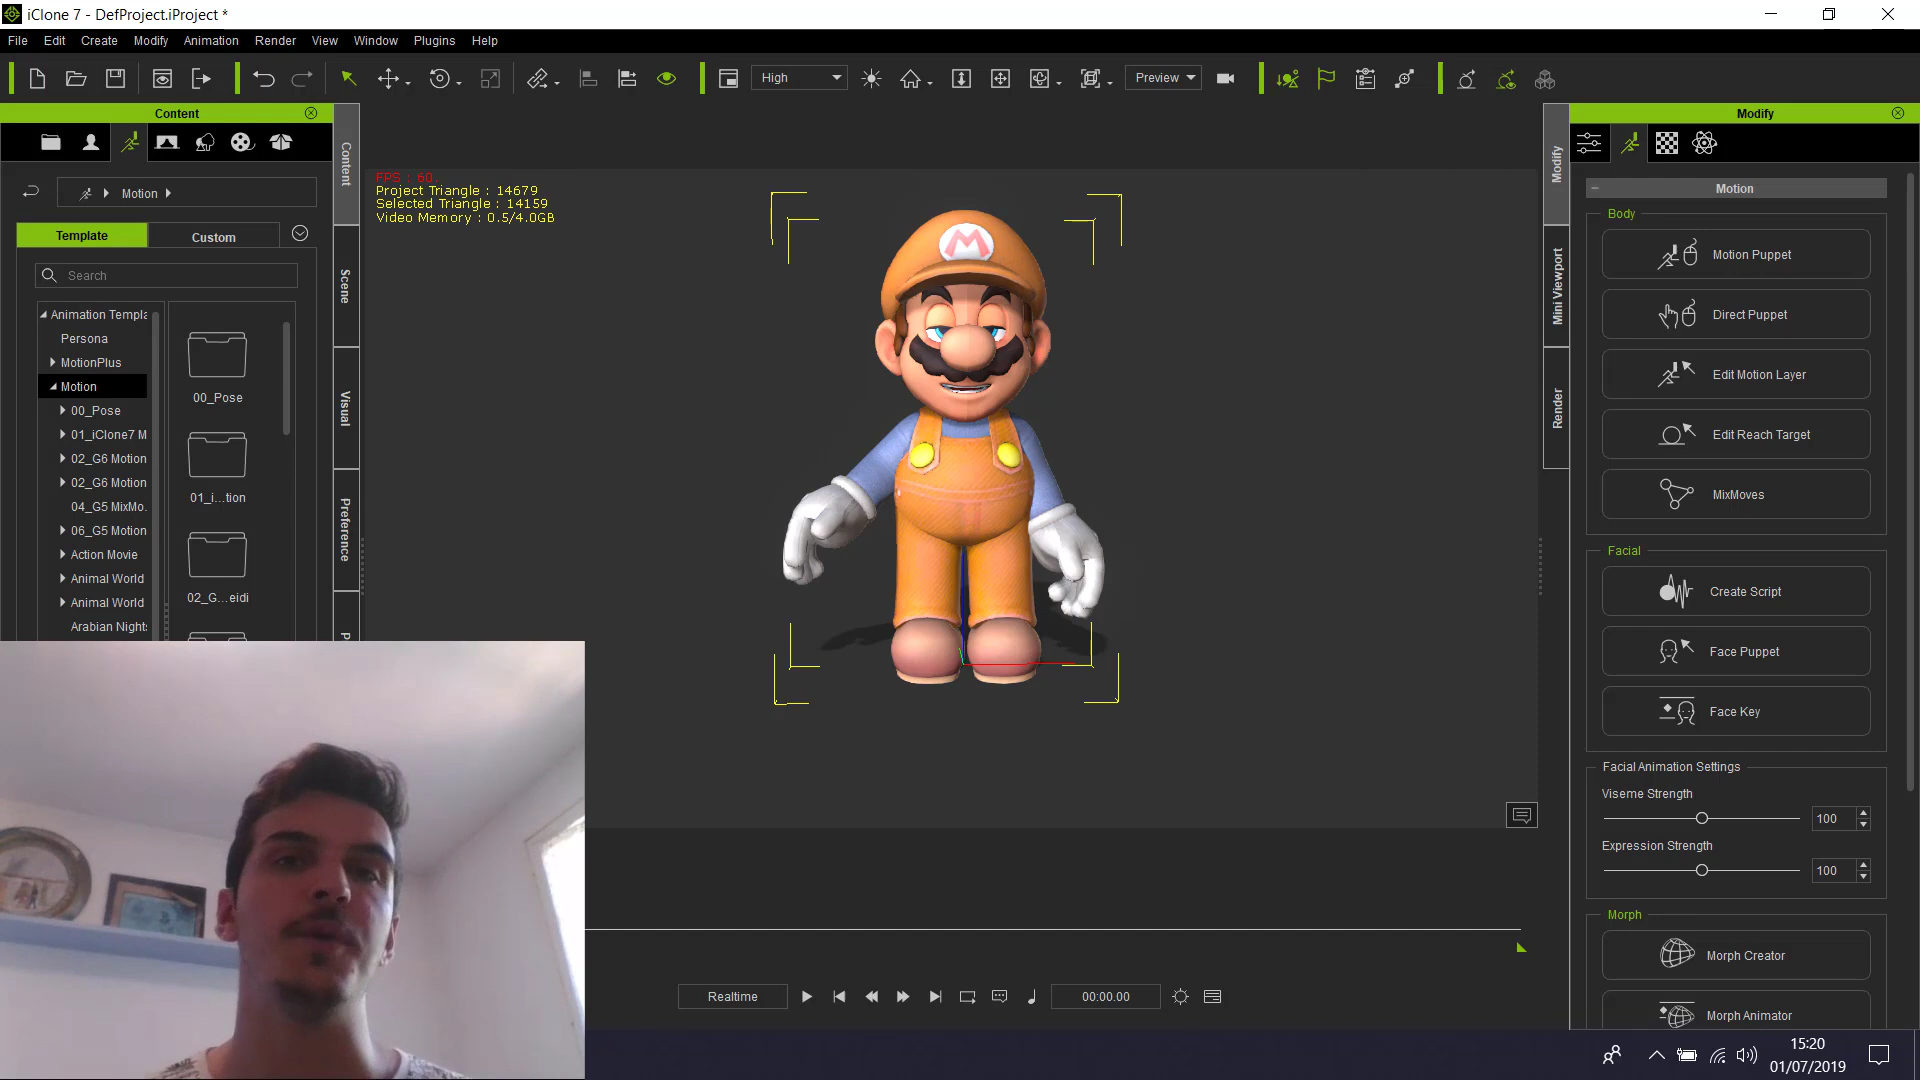 iClone 7 - DefProject.iProject *
File Edit Create Modify Animation Render View Window Plugins Help
High
Preview
Content
Motion
Template
Custom
Search
Animation Templa
Persona
MotionPlus
Motion
00_Pose
01_iClone7 M
02_G6 Motion
02_G6 Motion
04_G5 MixMo.
06_G5 Motion
Action Movie
Animal World
Animal World
Arabian Nights
00_Pose
01_i...tion
02_G...eidi
Content
Scene
Visual
Preference
P
FPS : 60.
Project Triangle : 14679
Selected Triangle : 14159
Video Memory : 0.5/4.0GB
M
Modify
Mini Viewport
Render
Modify
Motion
Body
Motion Puppet
Direct Puppet
Edit Motion Layer
Edit Reach Target
MixMoves
Facial
Create Script
Face Puppet
Face Key
Facial Animation Settings
Viseme Strength
100
Expression Strength
100
Morph
Morph Creator
Morph Animator
Realtime
00:00.00
15:20
01/07/2019